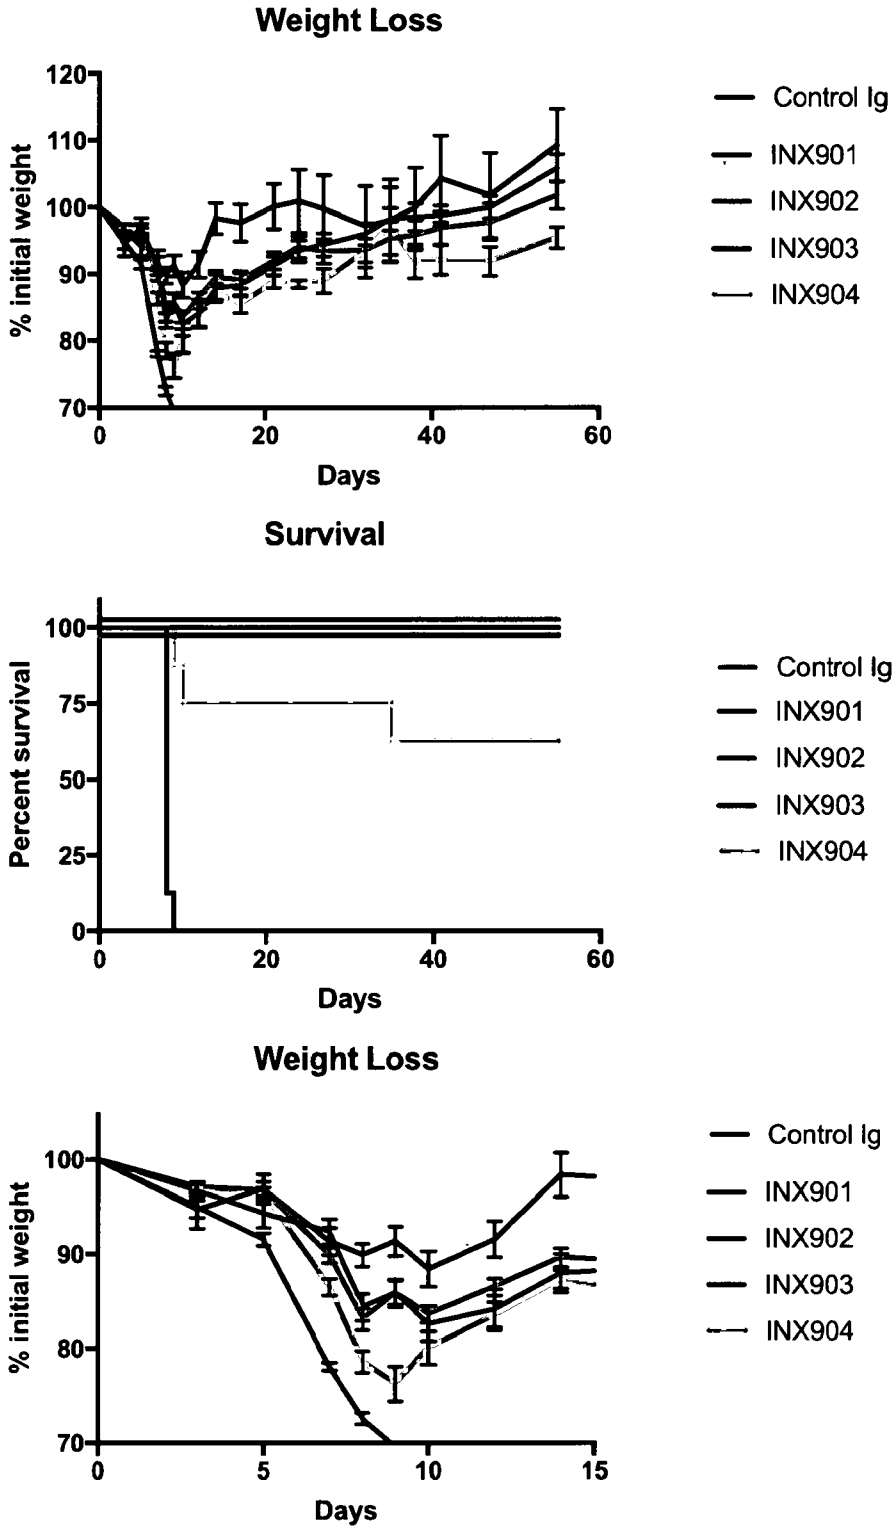 Weight Loss
120
110
100
90
80
70
% initial weight
0
20
40
60
Days
Control Ig
INX901
INX902
INX903
INX904
Survival
100
75
50
25
0
Percent survival
0
20
40
60
Days
Control Ig
INX901
INX902
INX903
INX904
Weight Loss
100
90
80
70
% initial weight
0
5
10
15
Days
Control Ig
INX901
INX902
INX903
INX904